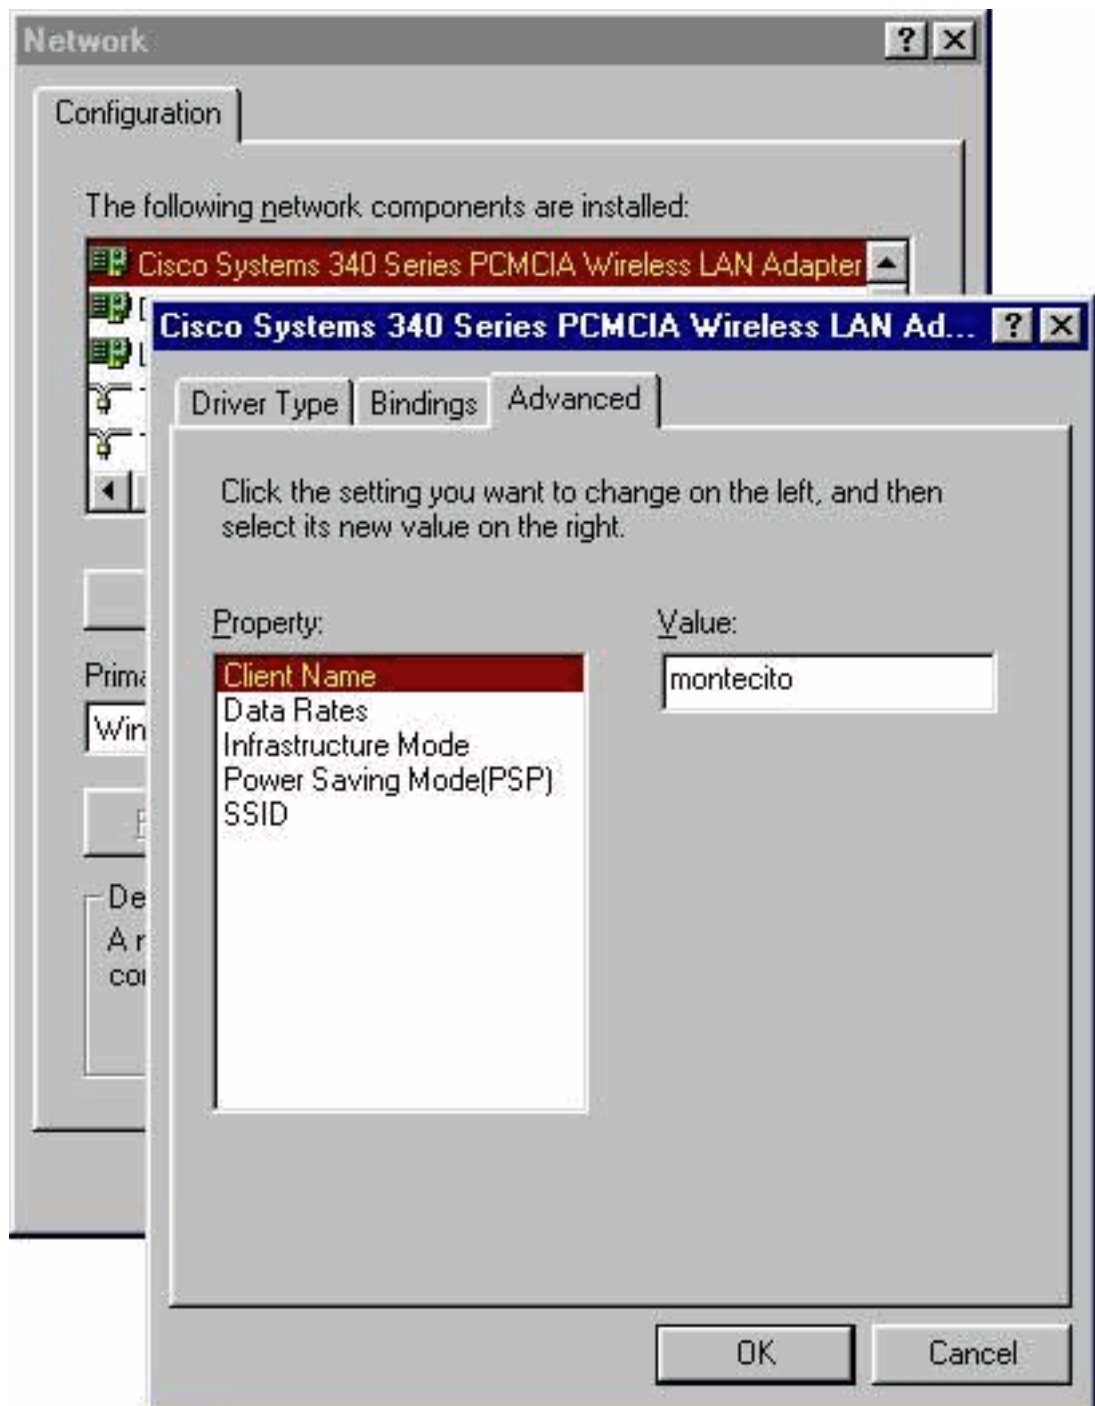 Network
Configuration
The following network components are installed:
Cisco Systems 340 Series PCMCIA Wireless LAN Adapter
Cisco Systems 340 Series PCMCIA Wireless LAN Ad...
Driver Type
Bindings
Advanced
Click the setting you want to change on the left, and then
select its new value on the right.
Property:
Value:
Client Name
montecito
Data Rates
Infrastructure Mode
Power Saving Mode(PSP)
SSID
Prima
Win
De
A r
OK
Cancel